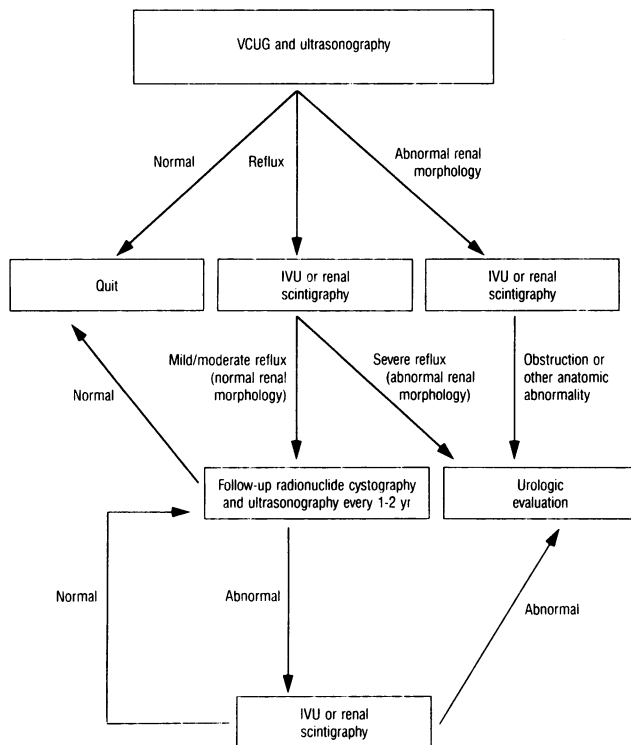 VCUG and ultrasonography
Normal
Reflux
Abnormal renal
morphology
Quit
IVU or renal
scintigraphy
IVU or renal
scintigraphy
Mild/moderate reflux
(normal renal
morphology)
Severe reflux
(abnormal renal
morphology)
Obstruction or
other anatomic
abnormality
Normal
Follow-up radionuclide cystography
and ultrasonography every 1-2 yr
Urologic
evaluation
Normal
Abnormal
Abnormal
IVU or renal
scintigraphy